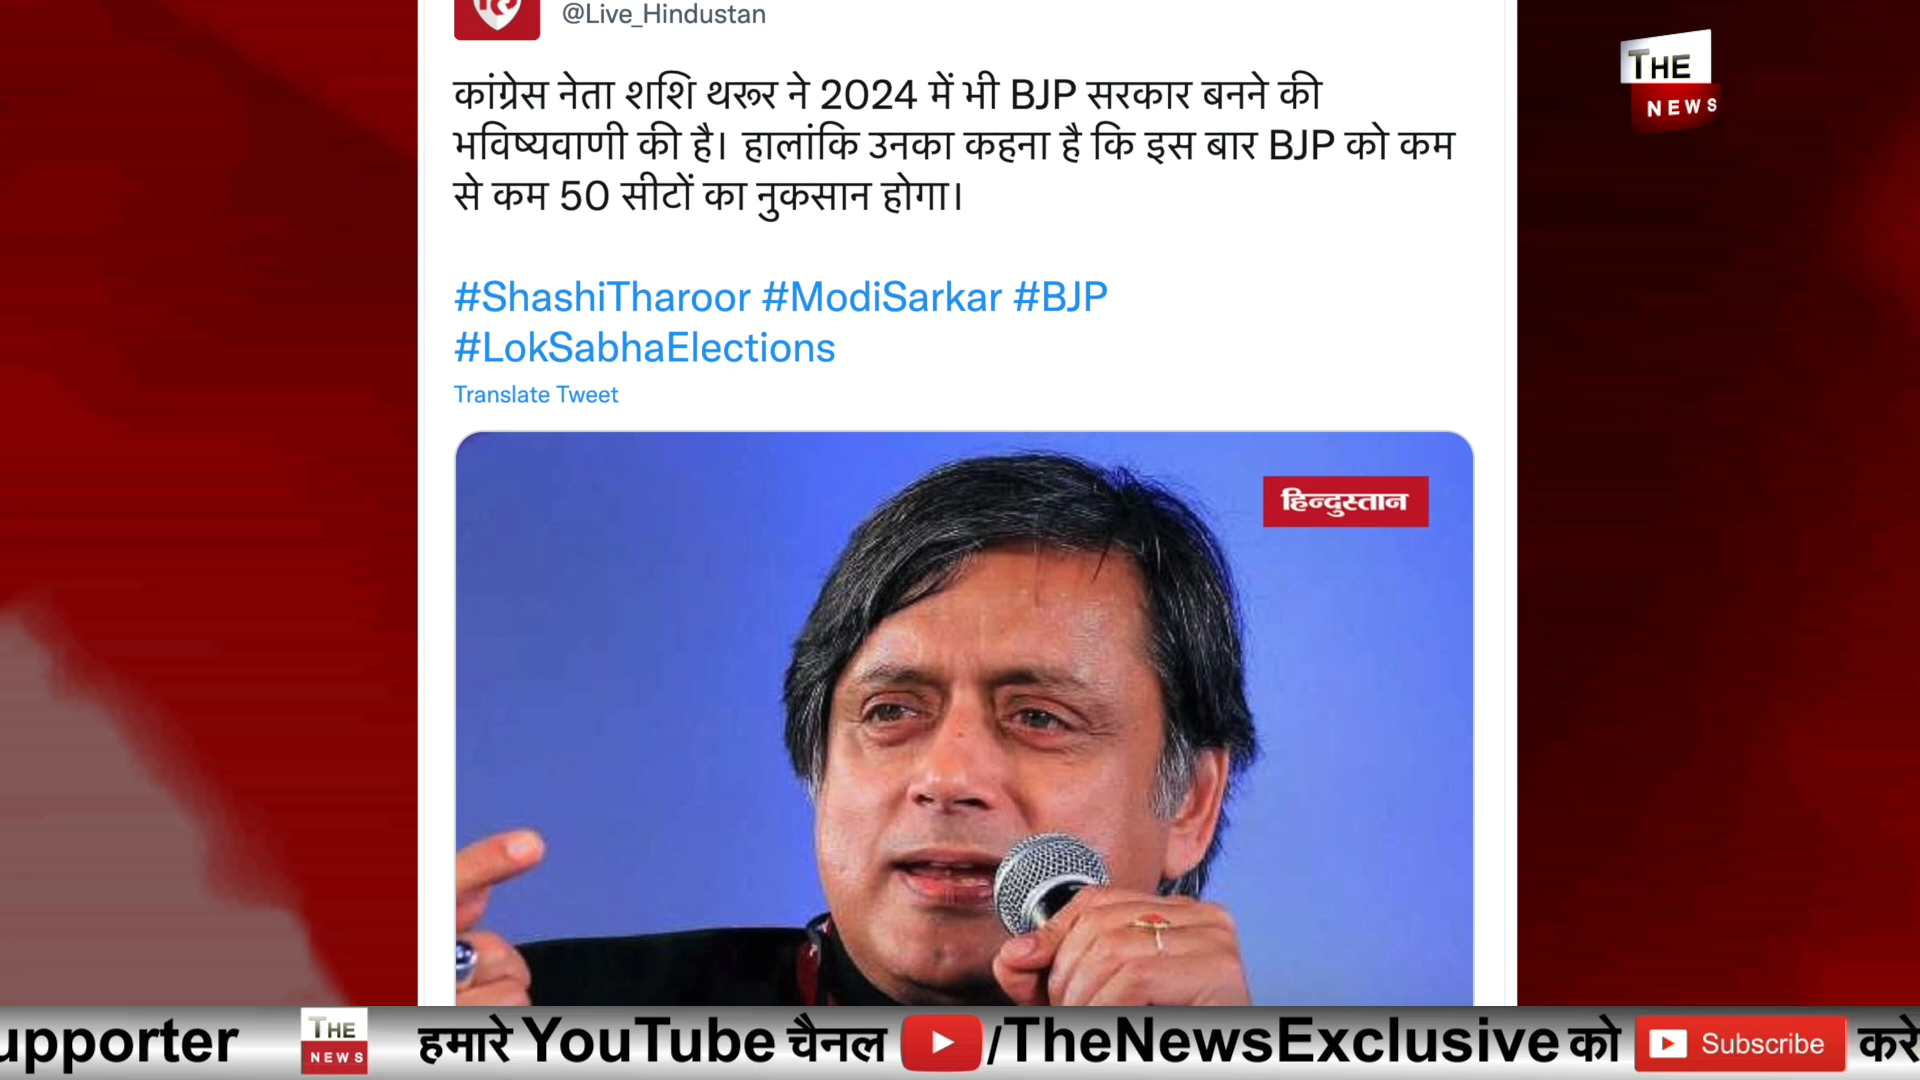 @Live_Hindustan
THE
NEWS
कांग्रेस नेता शशि थरूर ने 2024 में भी BJP सरकार बनने की
भविष्यवाणी की है। हालांकि उनका कहना है कि इस बार BJP को कम
से कम 50 सीटों का नुकसान होगा।
#ShashiTharoor #ModiSarkar #BJP
#LokSabhaElections
Translate Tweet
हिन्दुस्तान
upporter
THE
NEWS
हमारे YouTube चैनल /TheNewsExclusive को Subscribe करे